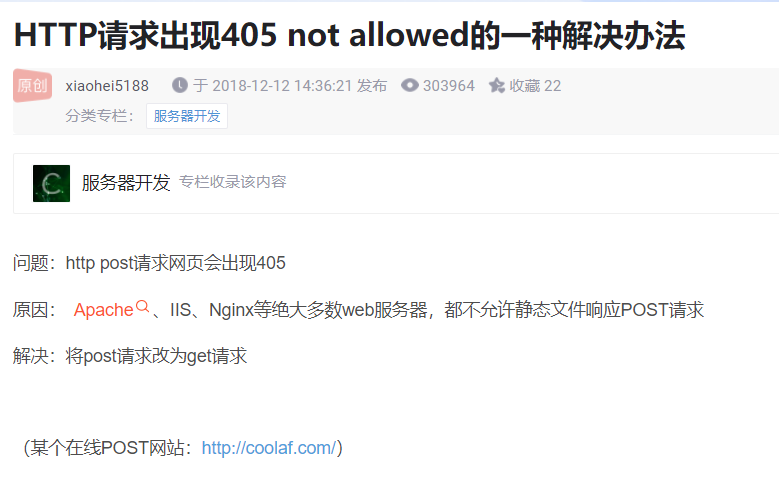 HTTP请求出现405 not allowed的一种解决办法
原创 xiaohei5188 于 2018-12-12 14:36:21 发布 303964 收藏 22
分类专栏： 服务器开发
服务器开发 专栏收录该内容
问题：http post请求网页会出现405
原因： Apache、IIS、Nginx等绝大多数web服务器，都不允许静态文件响应POST请求
解决：将post请求改为get请求
（某个在线POST网站：http://coolaf.com/）